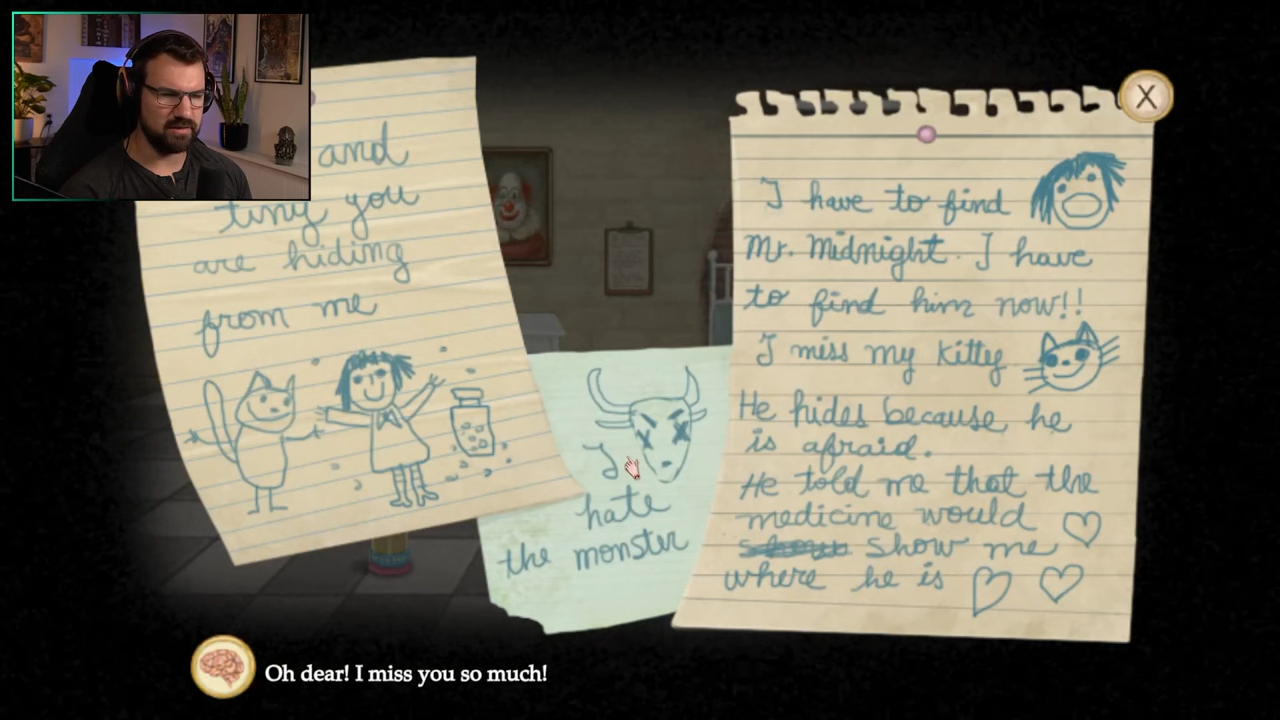 and
tiny you
are hiding
from me
I
hate
the monster
I have to find
Mr. Midnight. I have
to find him now!!
I miss my Kitty
He hides because he
is afraid.
He told me that the
medicine would
show me
where he is
X
Oh dear! I miss you so much!